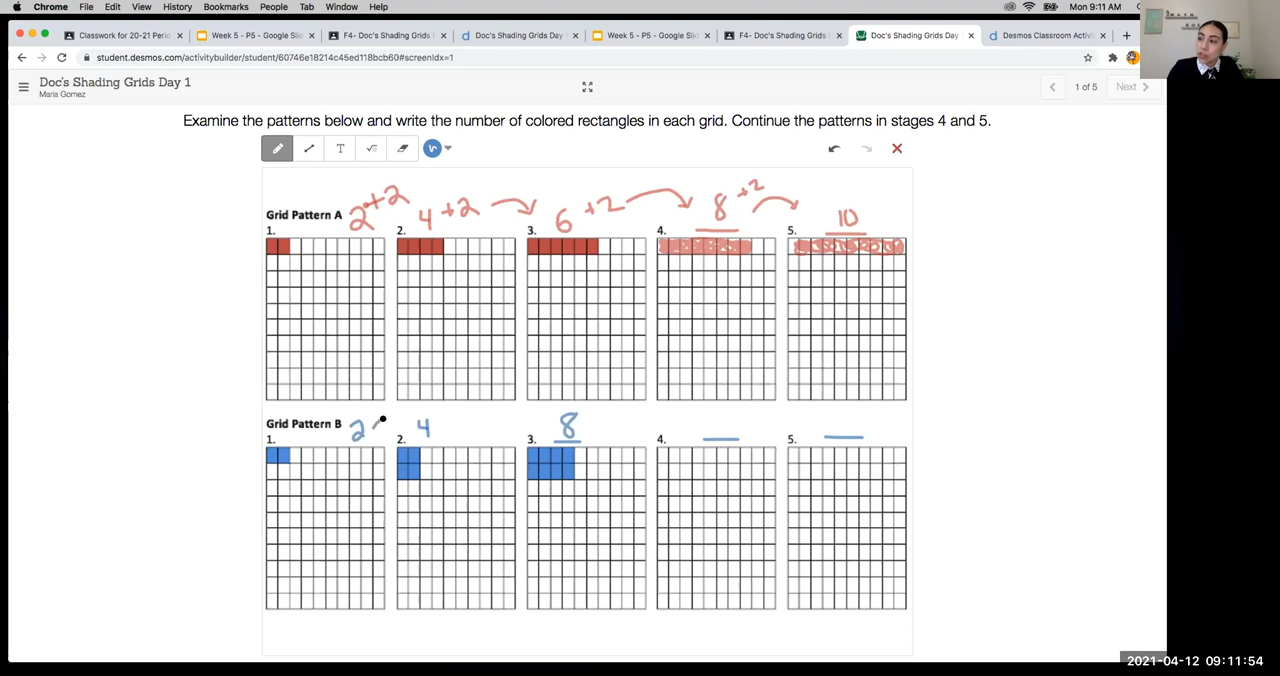 Chrome File Edit View History Bookmarks People Tab Window Help Mon 9:11 AM
Classwork for 20-21 Perio Week 5 - P5 - Google Slid F4- Doc's Shading Grids Doc's Shading Grids Day Week 5 - P5 - Google Slid F4- Doc's Shading Grids Doc's Shading Grids Day Desmos Classroom Activi
student.desmos.com/activitybuilder/student/60746e18214c45ed118bcb60#screenIdx=1
Doc's Shading Grids Day 1
Maria Gomez
1 of 5 Next
Examine the patterns below and write the number of colored rectangles in each grid. Continue the patterns in stages 4 and 5.
T
Grid Pattern A 2 +2 4 +2 6 +2 8 +2 10
1. 2. 3. 4. 5.
Grid Pattern B 2 4 8
1. 2. 3. 4. 5.
2021-04-12 09:11:54